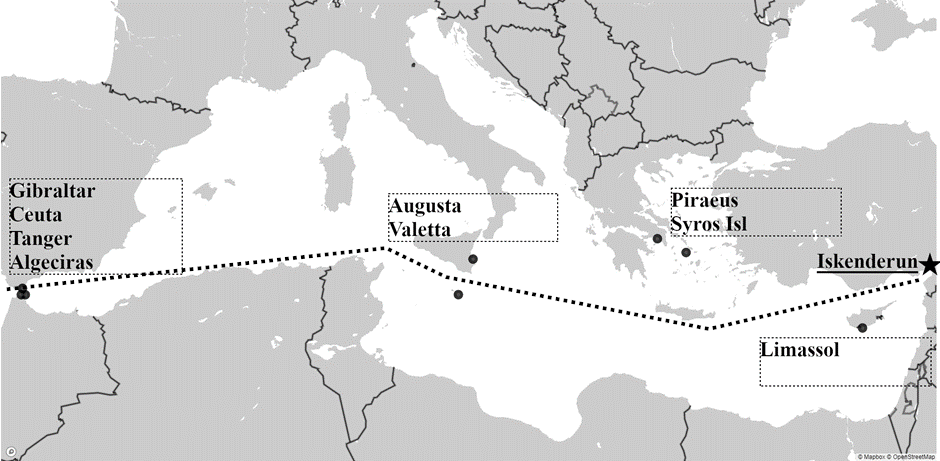 Gibraltar
Ceuta
Tanger
Algeciras
Augusta
Valetta
Piraeus
Syros Isl
Iskenderun
Limassol
© Mapbox © OpenStreetMap